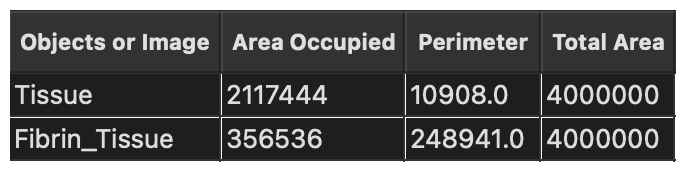 Objects or Image Area Occupied Perimeter Total Area
Tissue 2117444 10908.0 4000000
Fibrin_Tissue 356536 248941.0 4000000